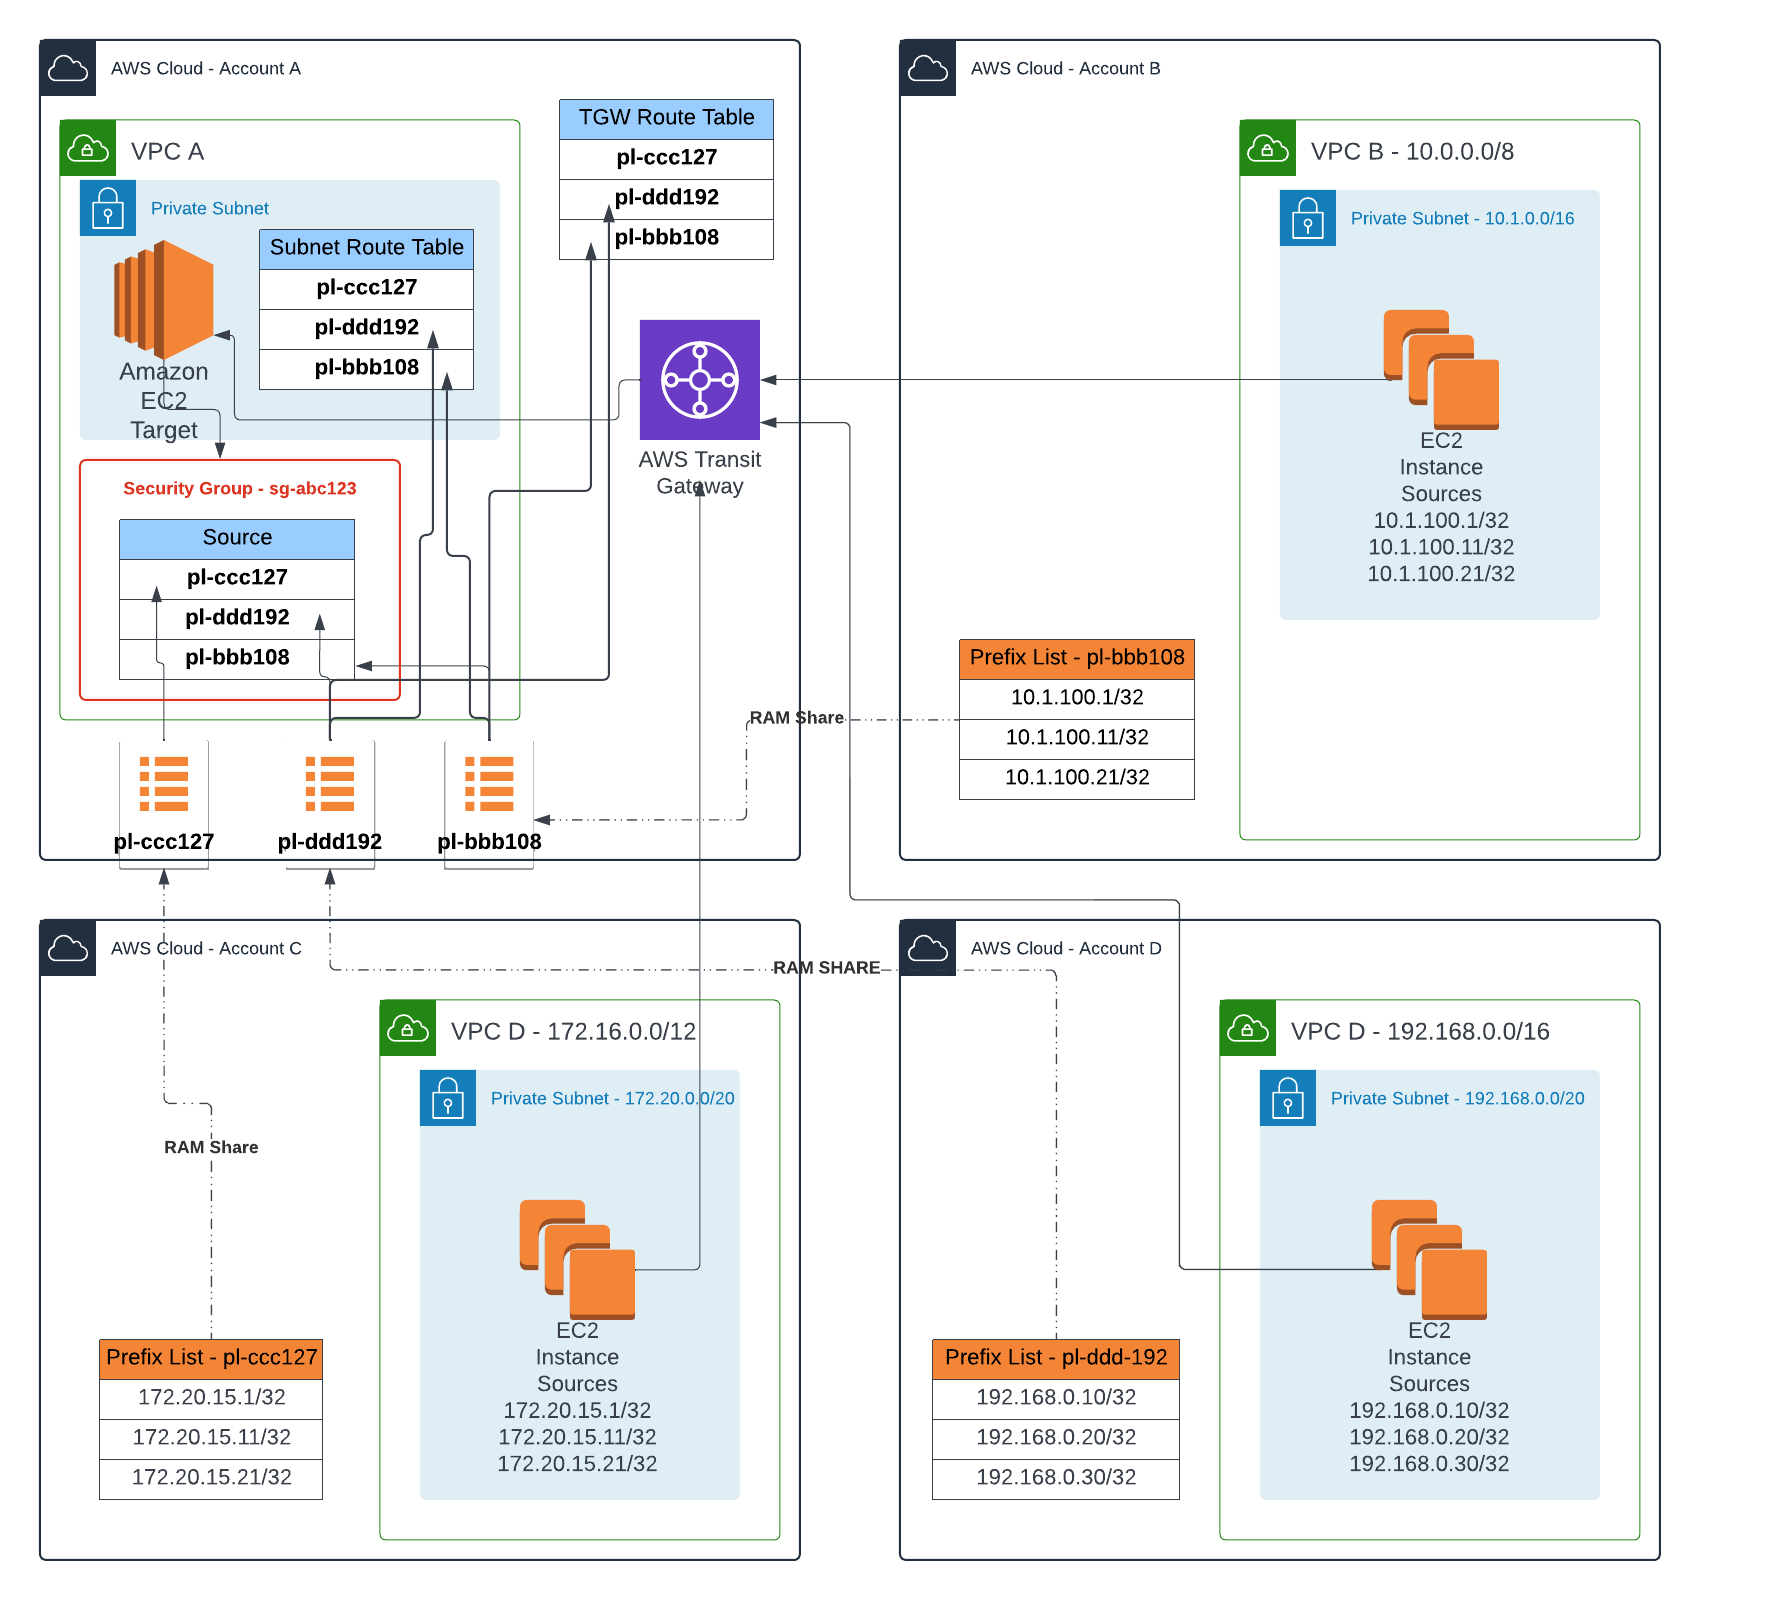 AWS Cloud - Account A
VPC A
Private Subnet
Amazon
EC2
Target
Subnet Route Table
pl-ccc127
pl-ddd192
pl-bbb108
TGW Route Table
pl-ccc127
pl-ddd192
pl-bbb108
AWS Transit
Gateway
Security Group - sg-abc123
Source
pl-ccc127
pl-ddd192
pl-bbb108
pl-ccc127
pl-ddd192
pl-bbb108
AWS Cloud - Account B
VPC B - 10.0.0.0/8
Private Subnet - 10.1.0.0/16
EC2
Instance
Sources
10.1.100.1/32
10.1.100.11/32
10.1.100.21/32
Prefix List - pl-bbb108
10.1.100.1/32
10.1.100.11/32
10.1.100.21/32
RAM Share
AWS Cloud - Account C
VPC D - 172.16.0.0/12
Private Subnet - 172.20.0.0/20
RAM Share
EC2
Instance
Sources
172.20.15.1/32
172.20.15.11/32
172.20.15.21/32
Prefix List - pl-ccc127
172.20.15.1/32
172.20.15.11/32
172.20.15.21/32
RAM SHARE
AWS Cloud - Account D
VPC D - 192.168.0.0/16
Private Subnet - 192.168.0.0/20
EC2
Instance
Sources
192.168.0.10/32
192.168.0.20/32
192.168.0.30/32
Prefix List - pl-ddd-192
192.168.0.10/32
192.168.0.20/32
192.168.0.30/32